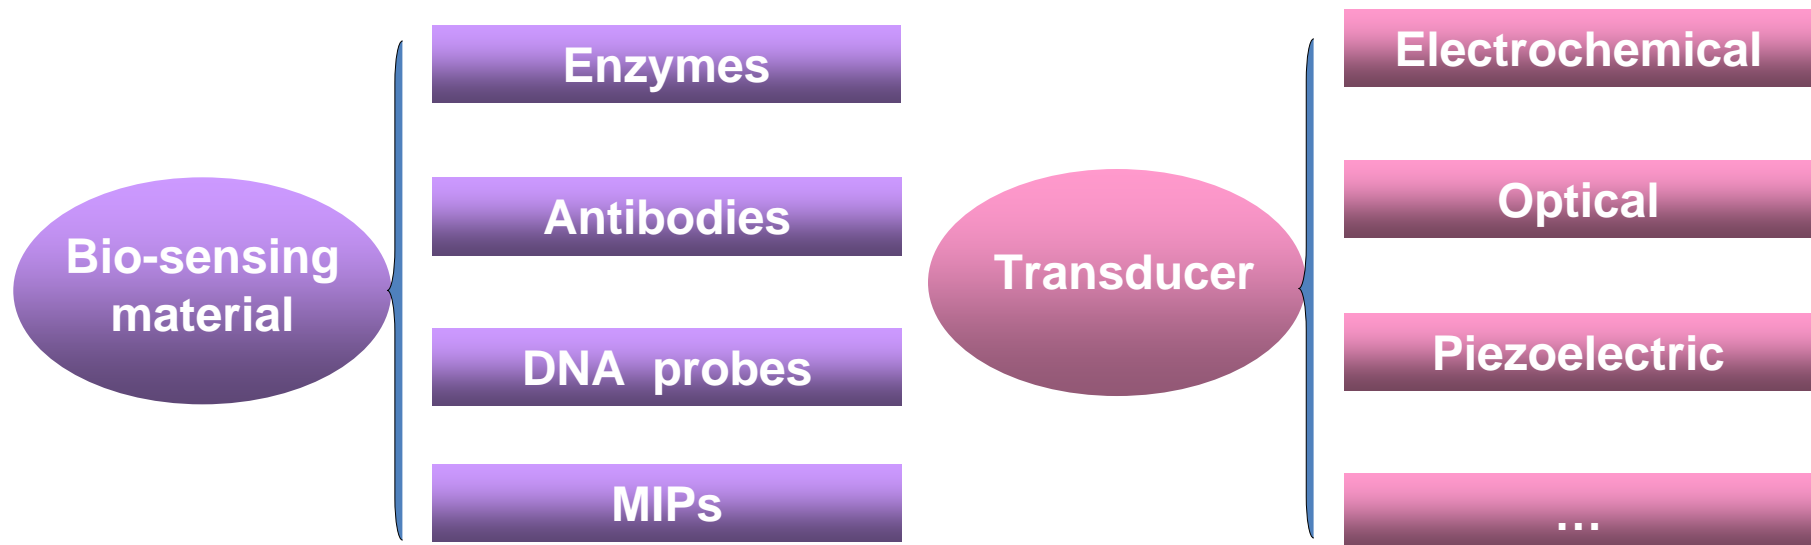 Bio-sensing
material
Enzymes
Antibodies
DNA probes
MIPs
Transducer
Electrochemical
Optical
Piezoelectric
…